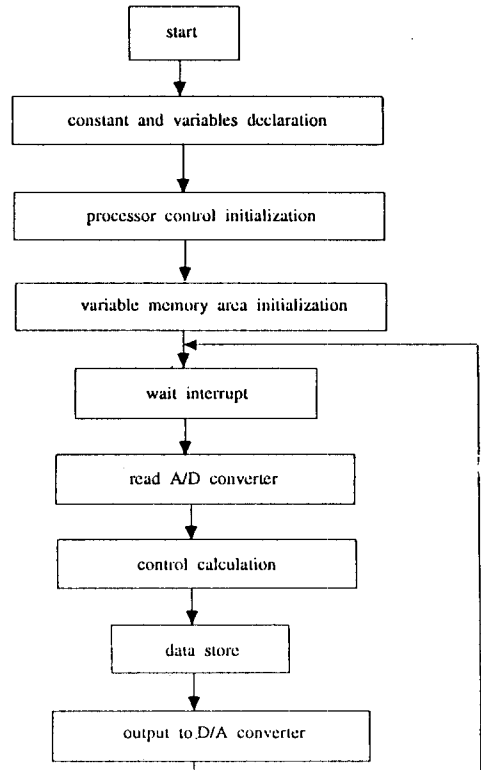 start
constant and variables declaration
processor control initialization
variable memory area initialization
wait interrupt
read A/D converter
control calculation
data store
output to D/A converter